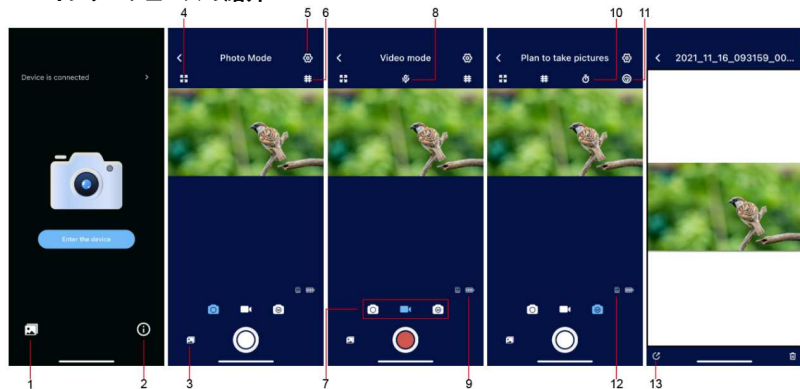 4
5
6
8
10
11
Device is connected
Photo Mode
Video mode
Plan to take pictures
2021_11_16_093159_00...
Enter the device
1
2
3
7
9
12
13